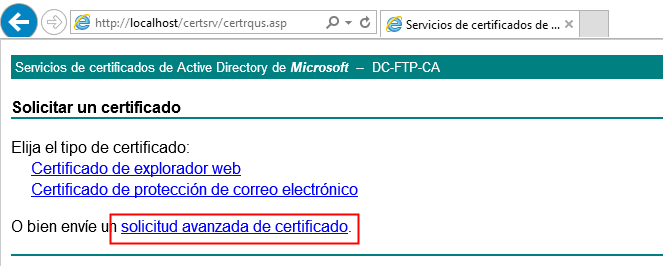 http://localhost/certsrv/certrqus.asp
Servicios de certificados de ...
Servicios de certificados de Active Directory de Microsoft -- DC-FTP-CA
Solicitar un certificado
Elija el tipo de certificado:
Certificado de explorador web
Certificado de protección de correo electrónico
O bien envíe un solicitud avanzada de certificado.